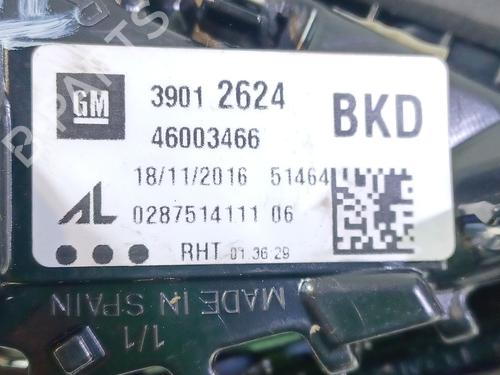 GM 3901 2624 BKD
46003466
18/11/2016 51464
AL 0287514111 06
RHT 01 36 29
MADE IN SPAIN
1/1
B-PARTS